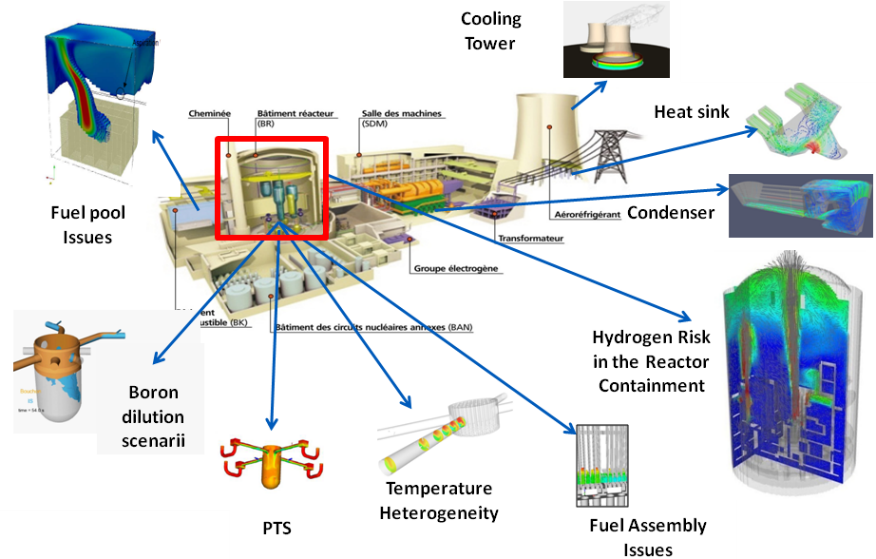 Cooling
Tower
Heat sink
Cheminée
Bâtiment réacteur
(BR)
Salle des machines
(SDM)
Fuel pool
Issues
Condenser
Aéroréfrigérant
Transformateur
Groupe électrogène
Bâtiment des circuits nucléaires annexes (BAN)
(BK)
Hydrogen Risk
in the Reactor
Containment
Boron
dilution
scenarii
Temperature
Heterogeneity
PTS
Fuel Assembly
Issues